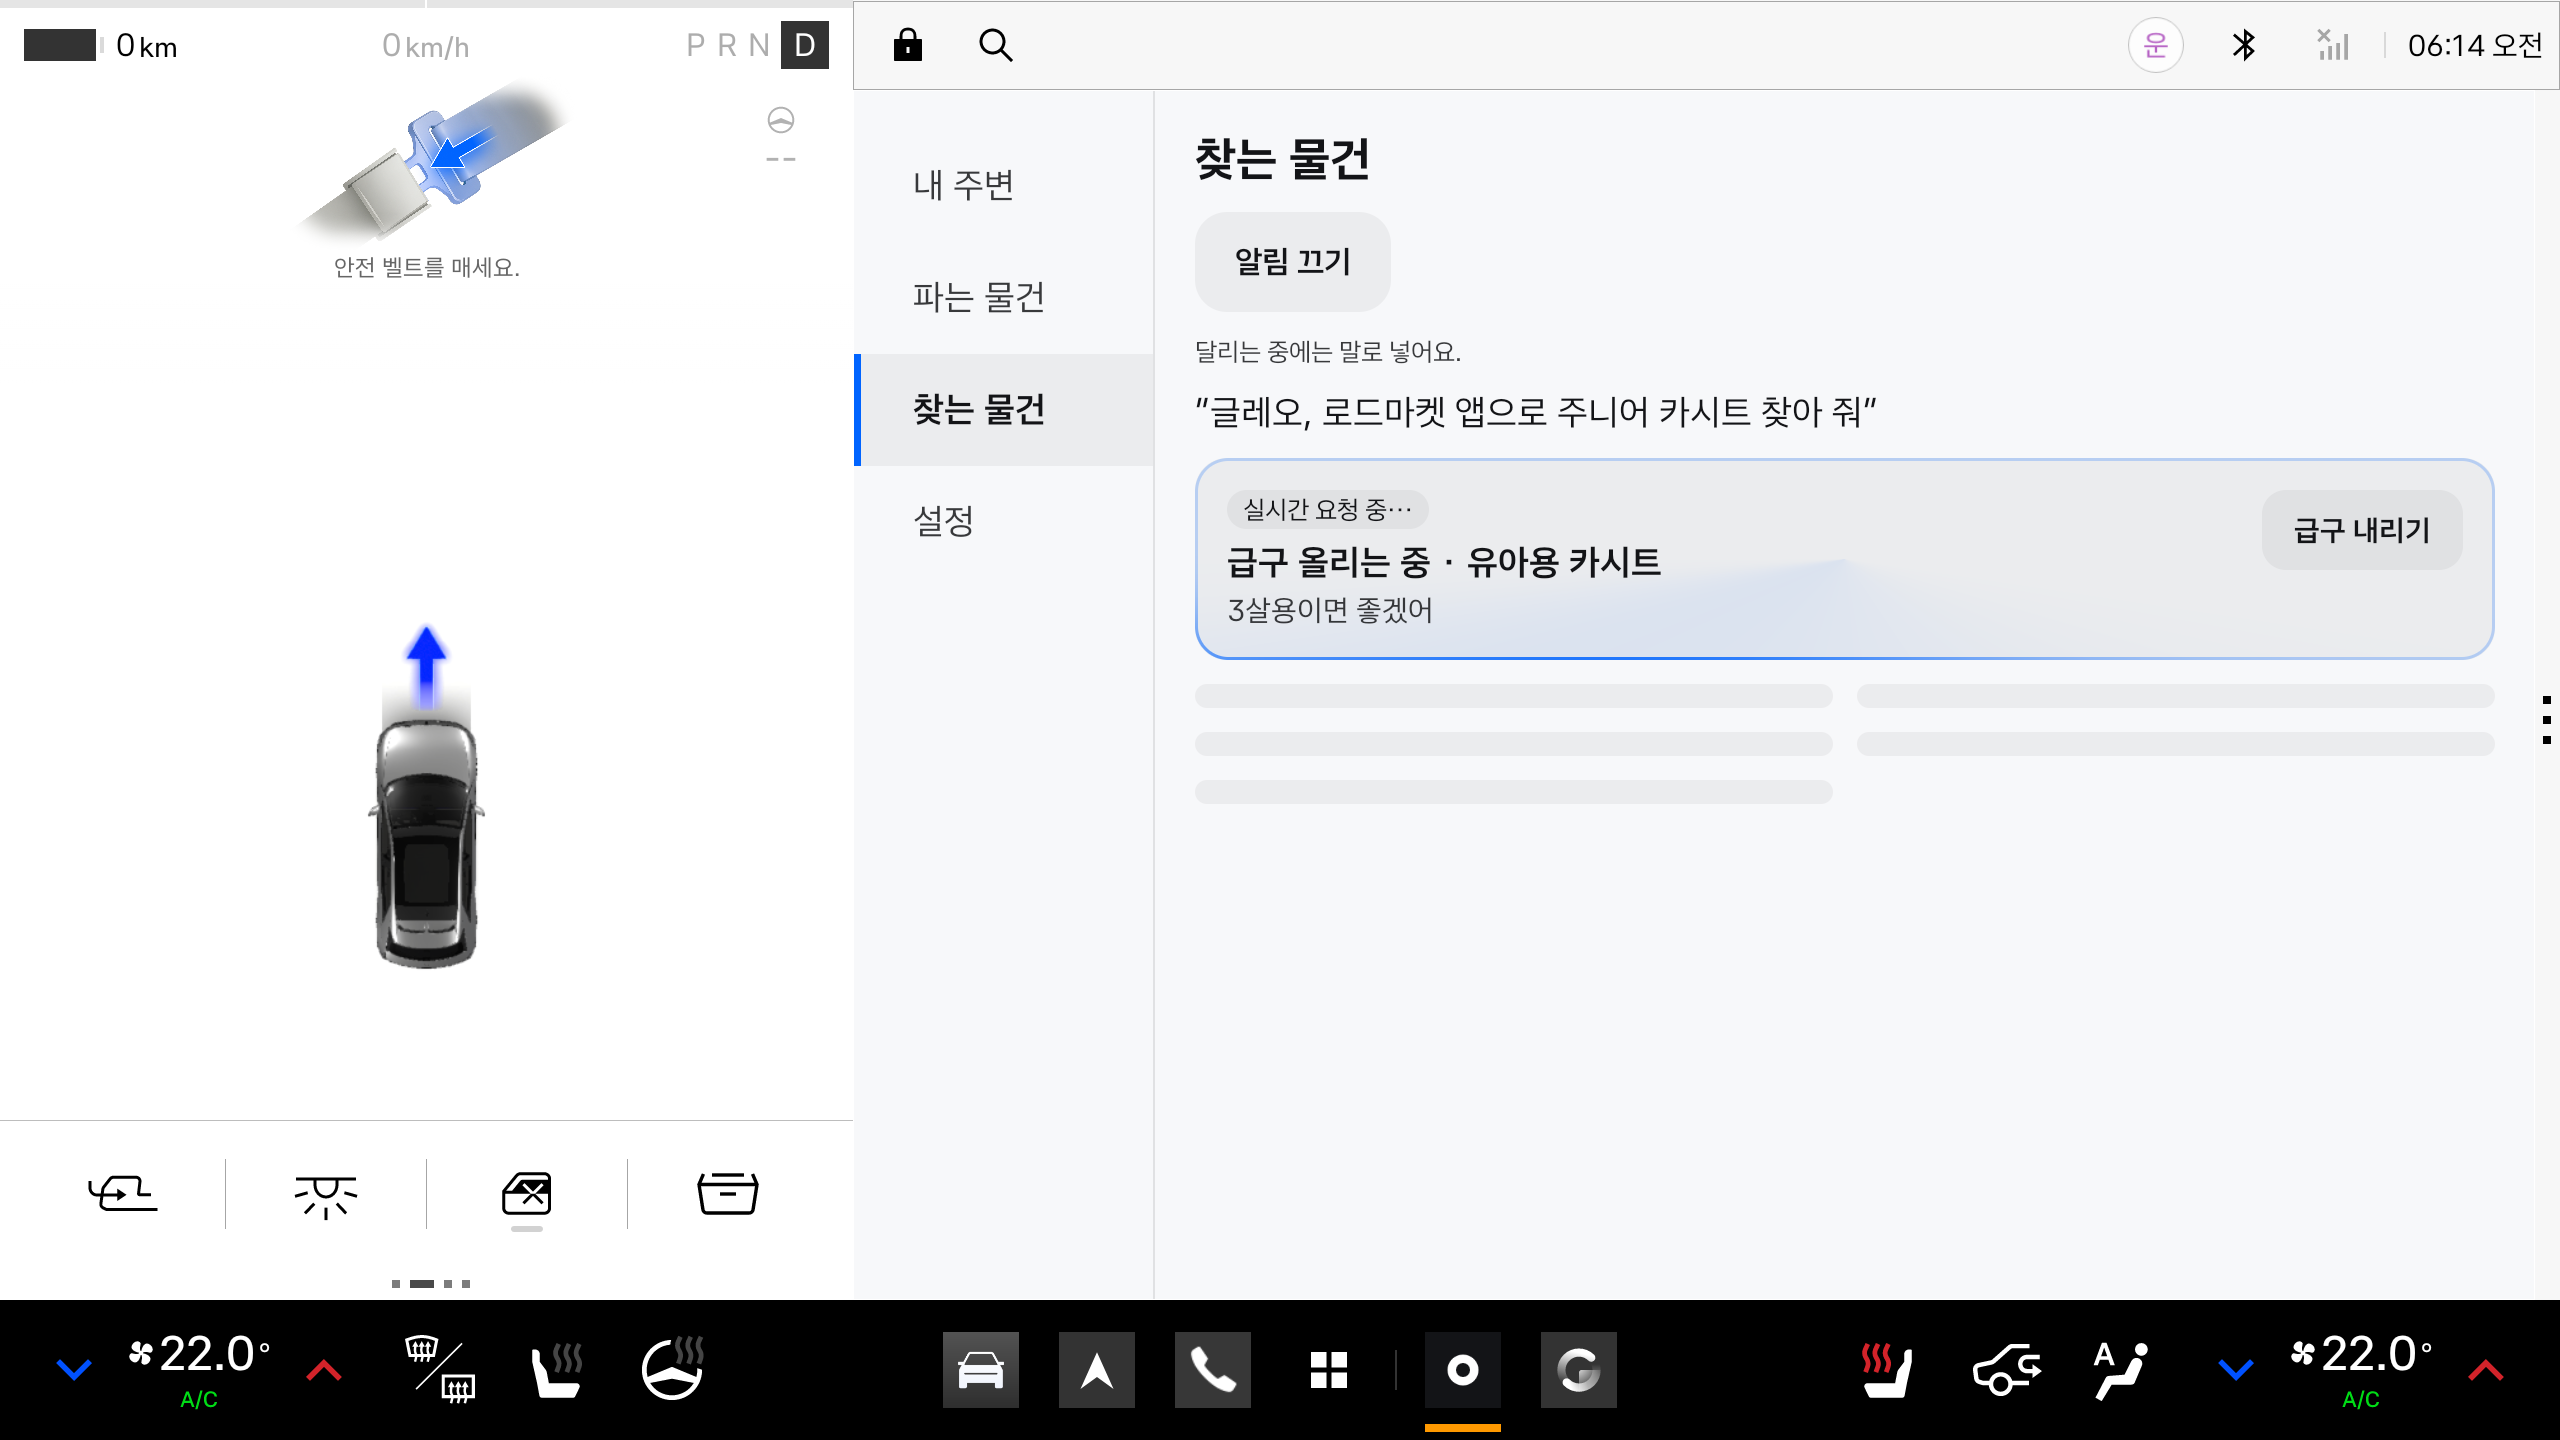 0 km
0 km/h
P R N D
안전 벨트를 매세요.
--
운
06:14 오전
내 주변
파는 물건
찾는 물건
설정
찾는 물건
알림 끄기
달리는 중에는 말로 넣어요.
"글레오, 로드마켓 앱으로 주니어 카시트 찾아 줘"
실시간 요청 중…
급구 올리는 중 · 유아용 카시트
3살용이면 좋겠어
급구 내리기
22.0°
A/C
A
22.0°
A/C